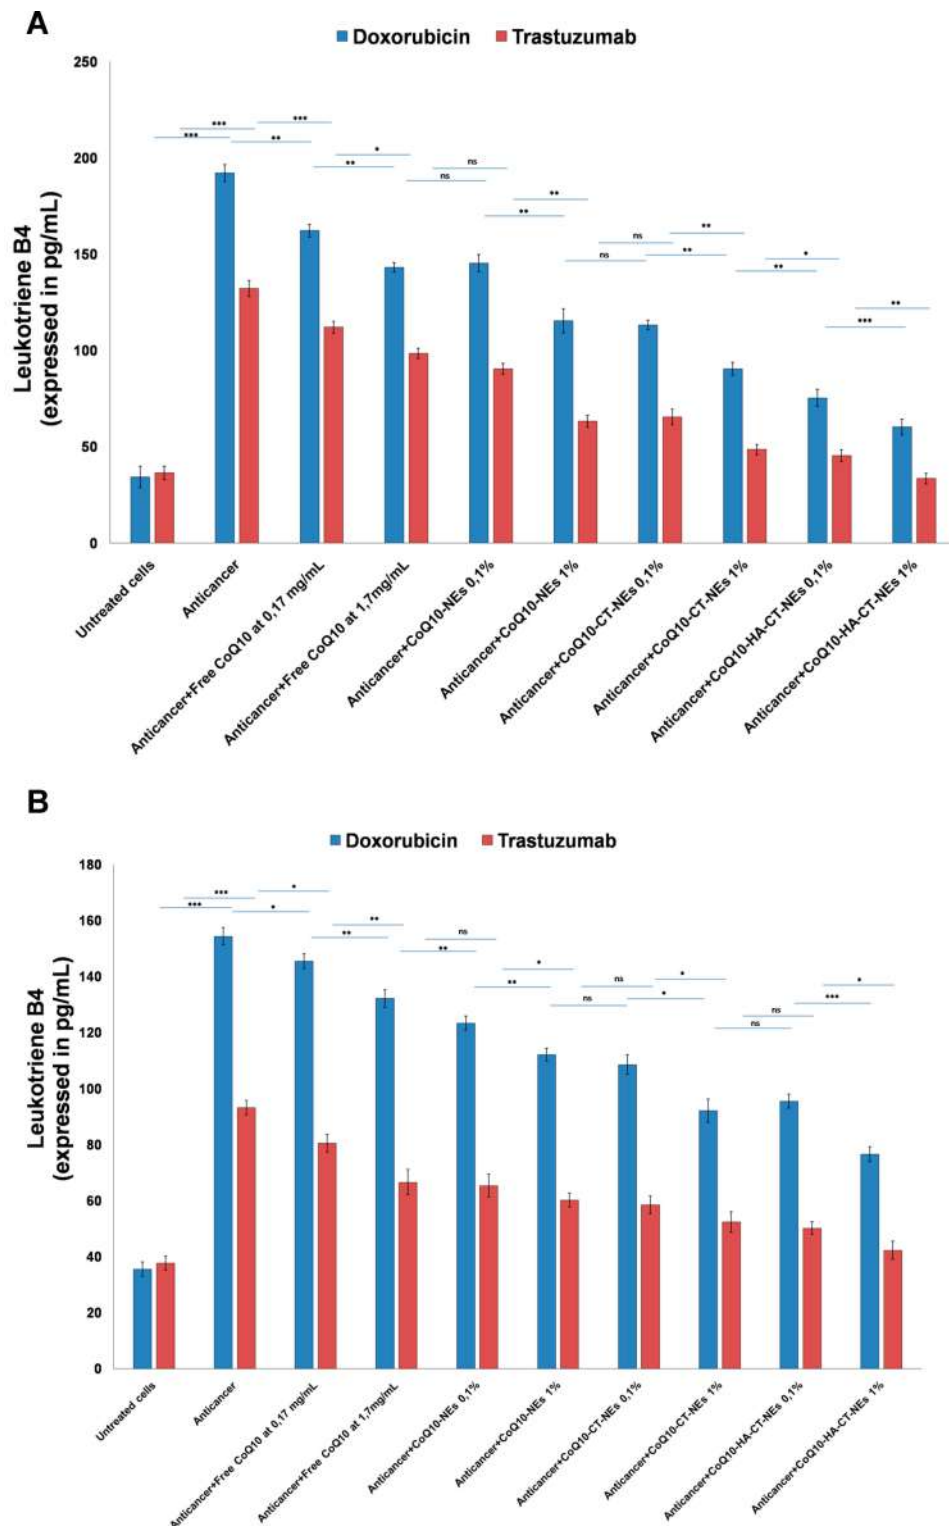 A
Doxorubicin Trastuzumab
Leukotriene B4
(expressed in pg/mL)
250
200
150
100
50
0
*** *** *** ** ** * ns ns ** ** ns ns ** ** ** * *** **
Untreated cells
Anticancer
Anticancer+Free CoQ10 at 0,17 mg/mL
Anticancer+Free CoQ10 at 1,7mg/mL
Anticancer+CoQ10-NEs 0,1%
Anticancer+CoQ10-NEs 1%
Anticancer+CoQ10-CT-NEs 0,1%
Anticancer+CoQ10-CT-NEs 1%
Anticancer+CoQ10-HA-CT-NEs 0,1%
Anticancer+CoQ10-HA-CT-NEs 1%
B
Doxorubicin Trastuzumab
Leukotriene B4
(expressed in pg/mL)
180
160
140
120
100
80
60
40
20
0
*** *** * * ** ** ** ns ** * ns ns * * ns ns *** *
Untreated cells
Anticancer
Anticancer+Free CoQ10 at 0,17 mg/mL
Anticancer+Free CoQ10 at 1,7mg/mL
Anticancer+CoQ10-NEs 0,1%
Anticancer+CoQ10-NEs 1%
Anticancer+CoQ10-CT-NEs 0,1%
Anticancer+CoQ10-CT-NEs 1%
Anticancer+CoQ10-HA-CT-NEs 0,1%
Anticancer+CoQ10-HA-CT-NEs 1%